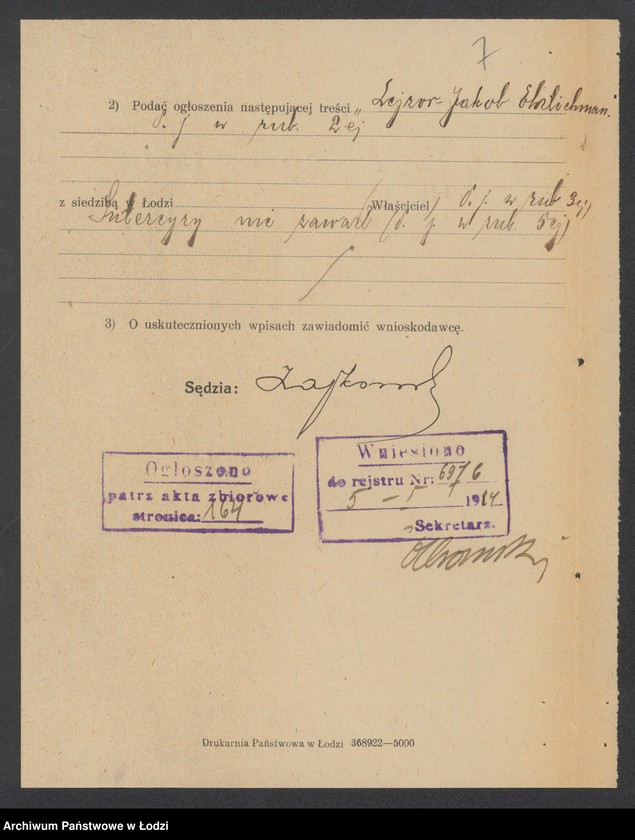 7
2) Podać ogłoszenia następującej treści „ Lejzor-Jakób Ehrlichman"
d. j. w rub. 2ej
z siedzibą w Łodzi (Właściciel) d. j. w rub 3ej)
Intercyzy nie zawarł (d. j. w rub. 5ej)
3) O uskutecznionych wpisach zawiadomić wnioskodawcę.
Sędzia:
Ogłoszono
patrz akta zbiorowe
stronica: 164
Wniesiono
do rejestru Nr: 6976
5 – I 1924
Sekretarz.
Drukarnia Państwowa w Łodzi 368922—5000
Archiwum Państwowe w Łodzi